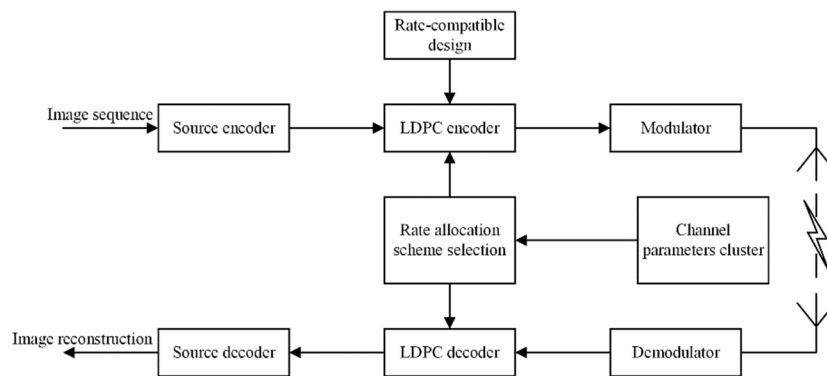 Rate-compatible
design
Image sequence
Source encoder
LDPC encoder
Modulator
Rate allocation
scheme selection
Channel
parameters cluster
Image reconstruction
Source decoder
LDPC decoder
Demodulator